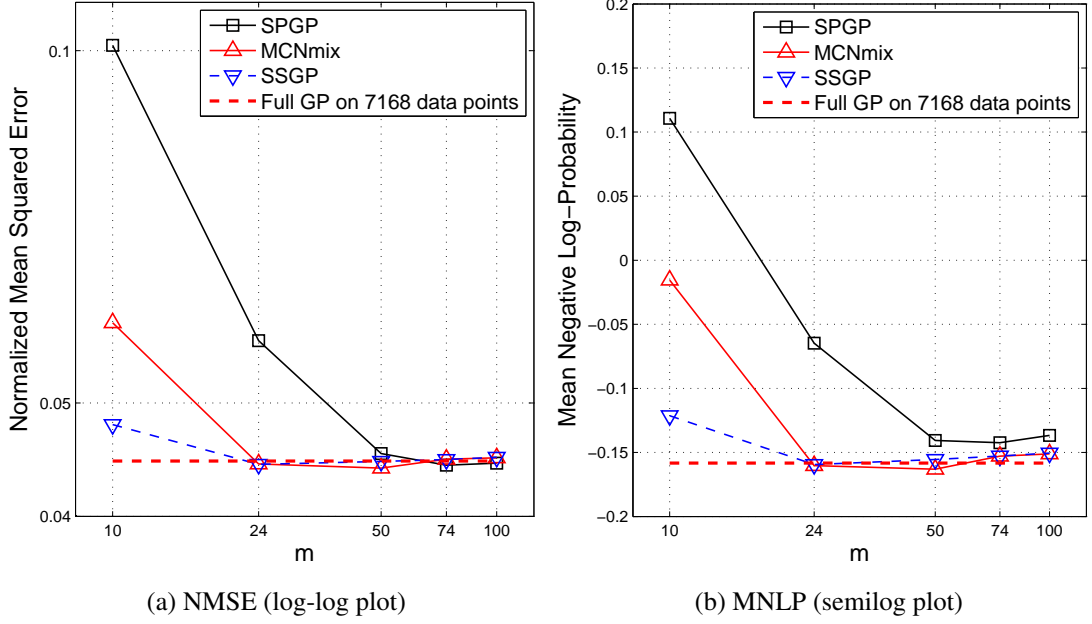 SPGP
MCNmix
SSGP
Full GP on 7168 data points
0.1
0.05
0.04
Normalized Mean Squared Error
10 24 50 74 100
m
(a) NMSE (log-log plot)
SPGP
MCNmix
SSGP
Full GP on 7168 data points
0.2
0.15
0.1
0.05
0
−0.05
−0.1
−0.15
−0.2
Mean Negative Log−Probability
10 24 50 74 100
m
(b) MNLP (semilog plot)